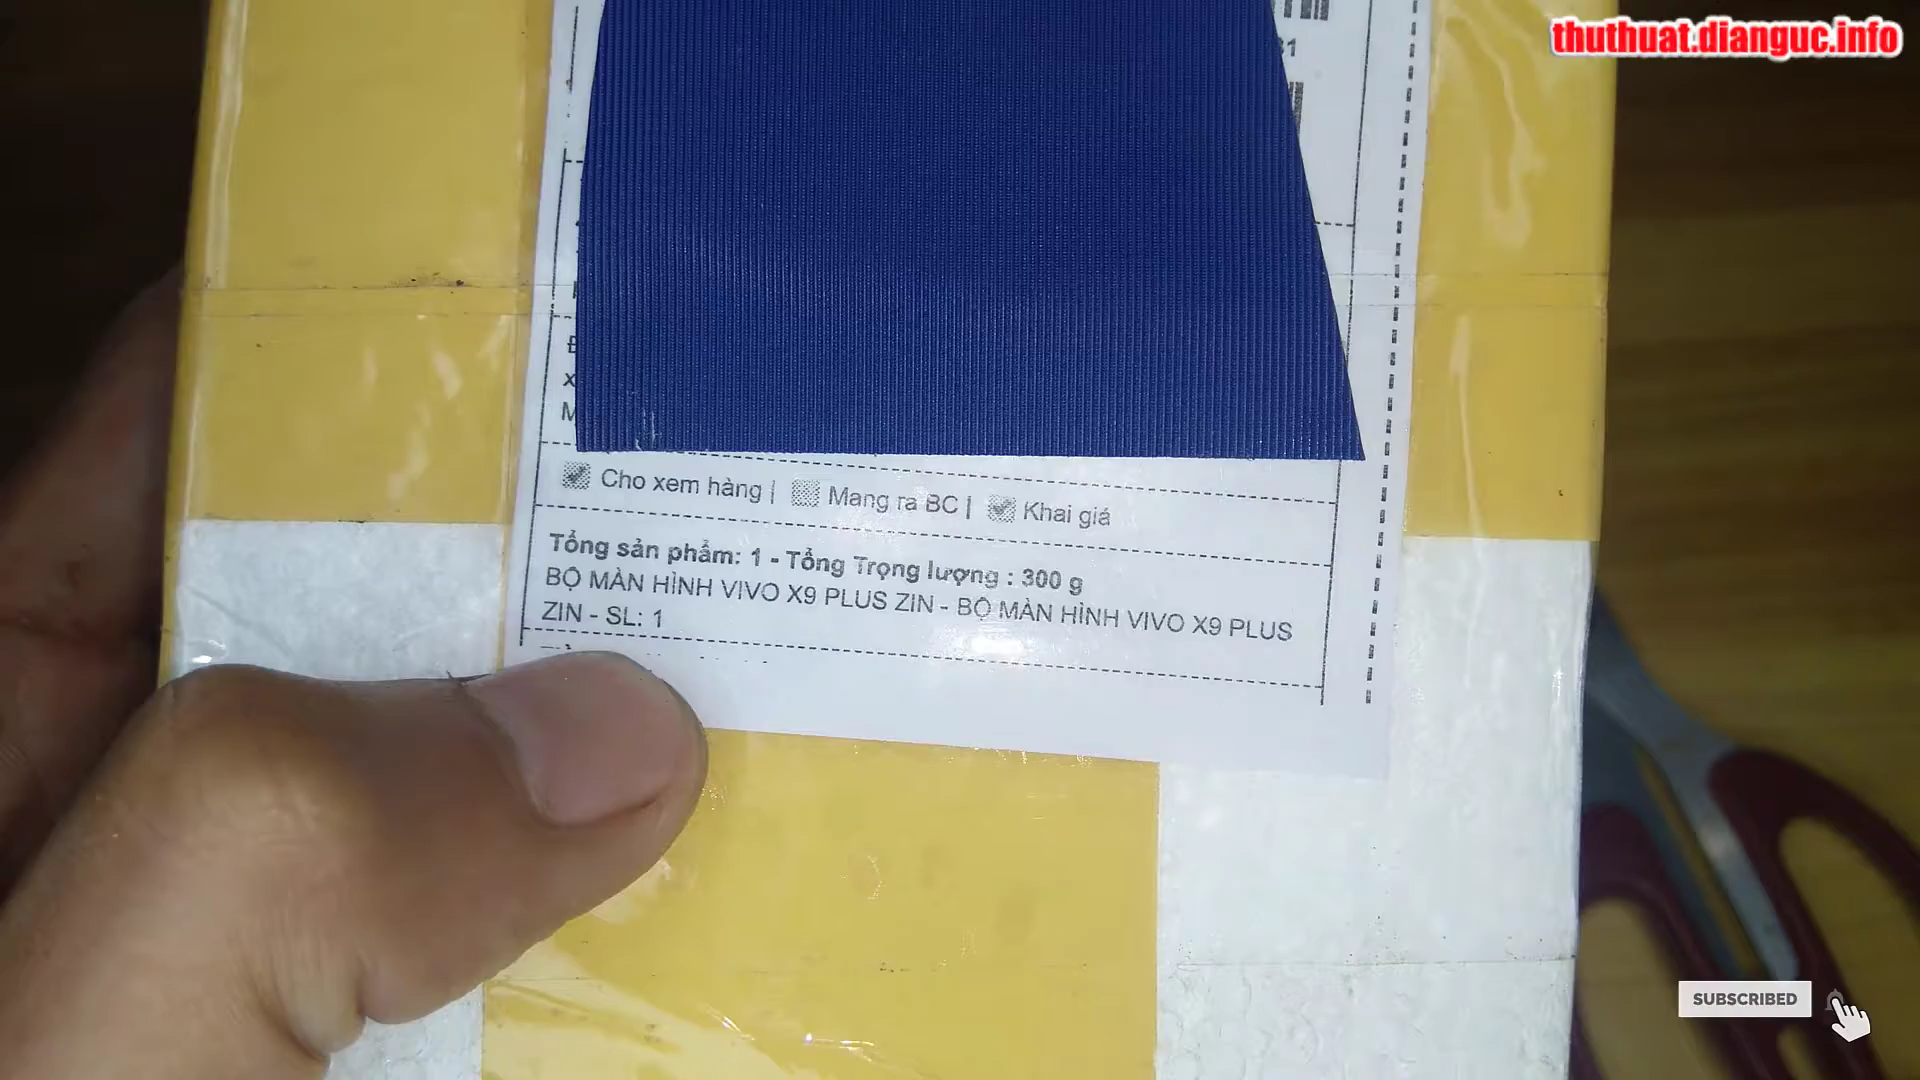 thuthuat.dianguc.info
31
Cho xem hàng | Mang ra BC | Khai giá
Tổng sản phẩm: 1 - Tổng Trọng lượng : 300 g
BỘ MÀN HÌNH VIVO X9 PLUS ZIN - BỘ MÀN HÌNH VIVO X9 PLUS
ZIN - SL: 1
SUBSCRIBED